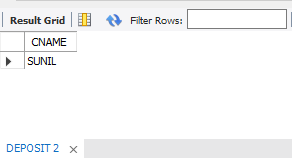 Result Grid Filter Rows:
CNAME
SUNIL
DEPOSIT 2